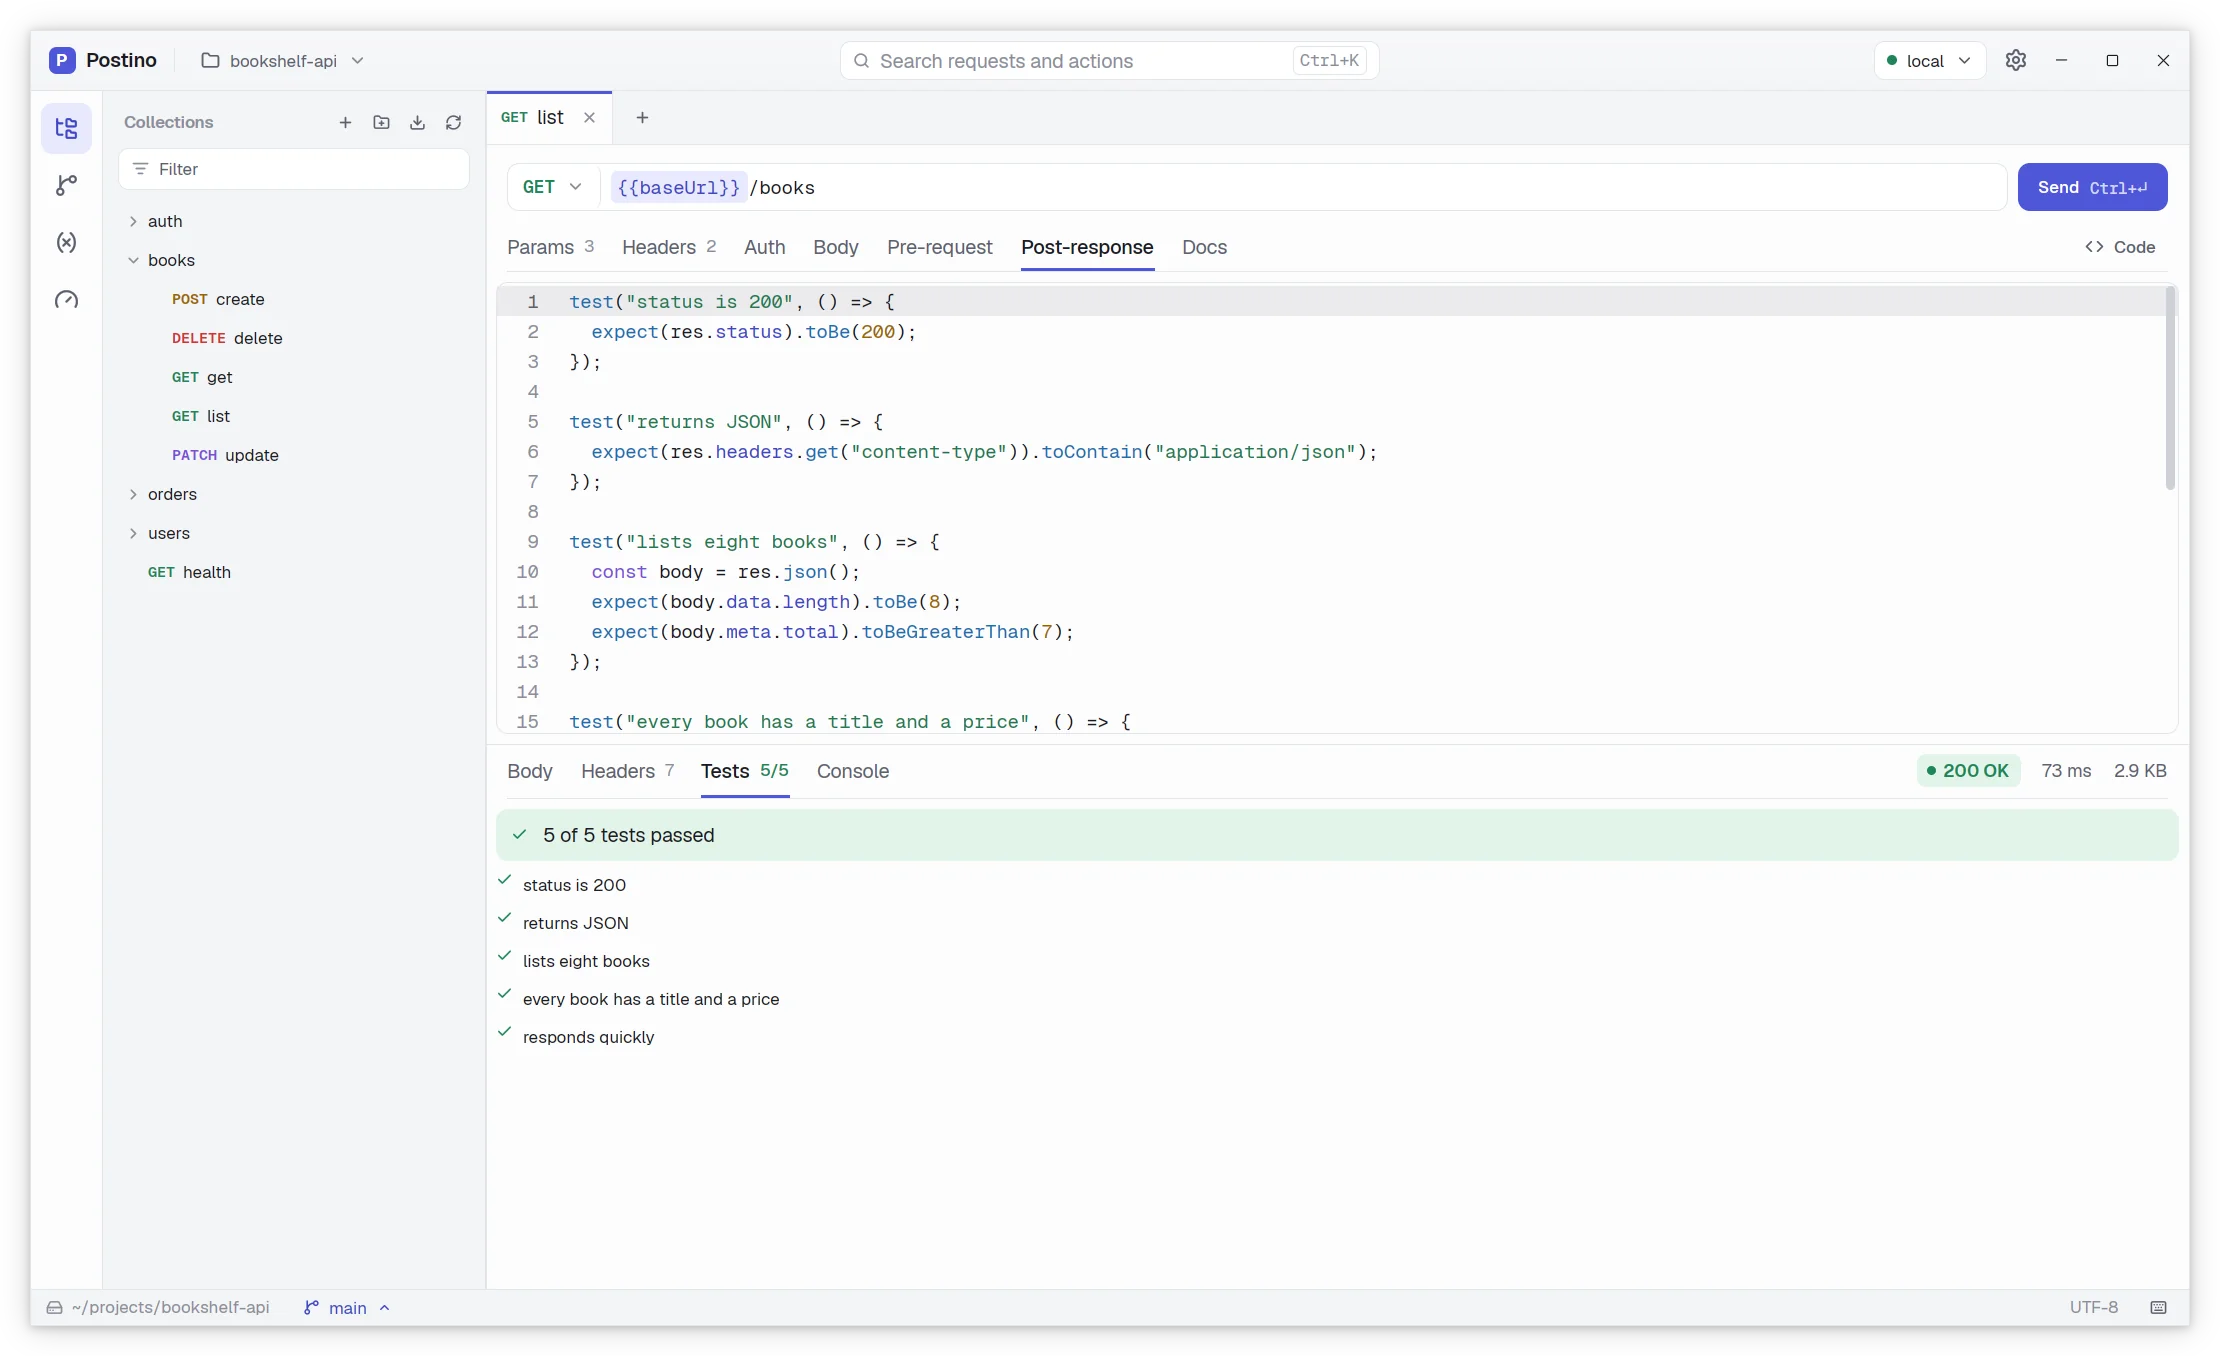 P Postino bookshelf-api Search requests and actions Ctrl+K local
Collections
Filter
auth
books
POST create
DELETE delete
GET get
GET list
PATCH update
orders
users
GET health
GET list
GET {{baseUrl}}/books Send Ctrl+↵
Params 3 Headers 2 Auth Body Pre-request Post-response Docs Code
1 test("status is 200", () => {
2 expect(res.status).toBe(200);
3 });
4
5 test("returns JSON", () => {
6 expect(res.headers.get("content-type")).toContain("application/json");
7 });
8
9 test("lists eight books", () => {
10 const body = res.json();
11 expect(body.data.length).toBe(8);
12 expect(body.meta.total).toBeGreaterThan(7);
13 });
14
15 test("every book has a title and a price", () => {
Body Headers 7 Tests 5/5 Console 200 OK 73 ms 2.9 KB
5 of 5 tests passed
status is 200
returns JSON
lists eight books
every book has a title and a price
responds quickly
~/projects/bookshelf-api main UTF-8